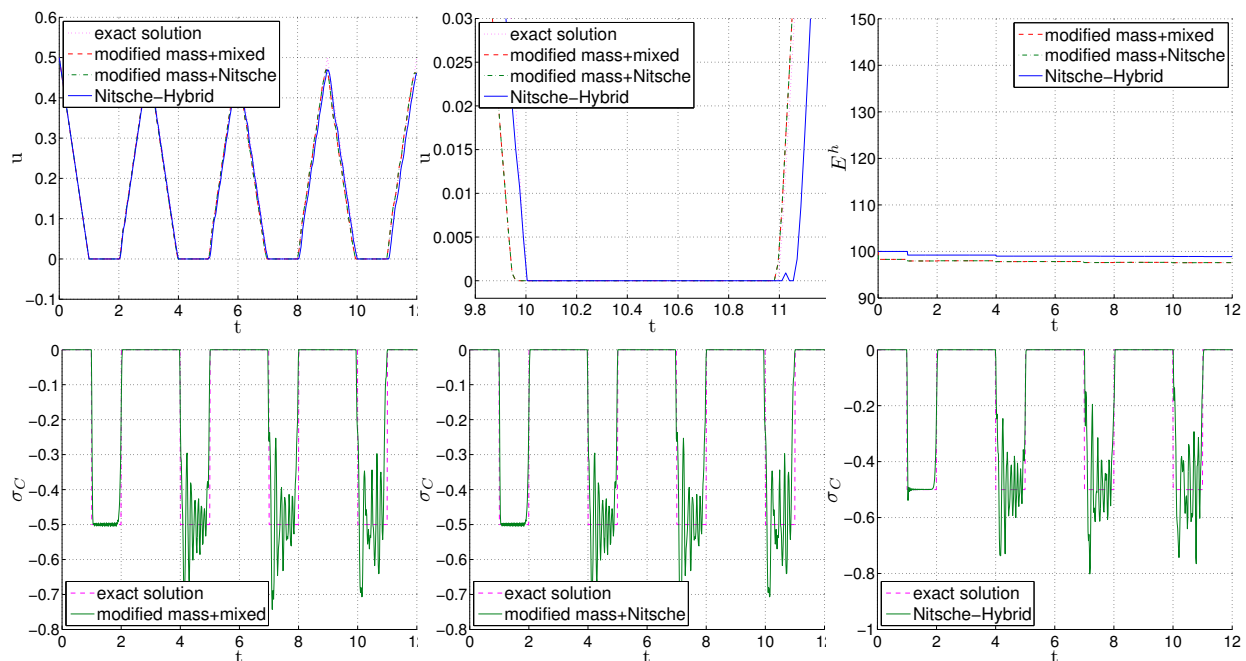 exact solution
modified mass+mixed
modified mass+Nitsche
Nitsche−Hybrid
0.6
0.5
0.4
0.3
0.2
0.1
0
−0.1
u
0 2 4 6 8 10 12
t
exact solution
modified mass+mixed
modified mass+Nitsche
Nitsche−Hybrid
0.03
0.025
0.02
0.015
0.01
0.005
0
u
9.8 10 10.2 10.4 10.6 10.8 11
t
modified mass+mixed
modified mass+Nitsche
Nitsche−Hybrid
150
140
130
120
110
100
90
E^h
0 2 4 6 8 10 12
t
0
−0.1
−0.2
−0.3
−0.4
−0.5
−0.6
−0.7
−0.8
σ_C
exact solution
modified mass+mixed
0 2 4 6 8 10 12
t
0
−0.1
−0.2
−0.3
−0.4
−0.5
−0.6
−0.7
−0.8
σ_C
exact solution
modified mass+Nitsche
0 2 4 6 8 10 12
t
0
−0.2
−0.4
−0.6
−0.8
−1
σ_C
exact solution
Nitsche−Hybrid
0 2 4 6 8 10 12
t